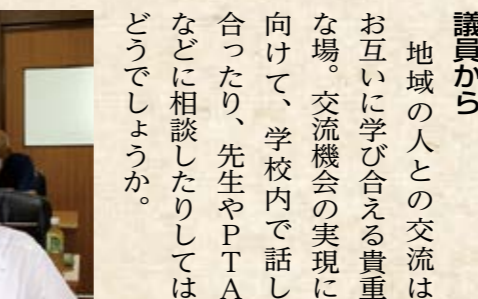 議員から
地域の人との交流は
お互いに学び合える貴重
な場。交流機会の実現に
向けて、学校内で話し
合ったり、先生やPTA
などに相談したりしては
どうでしょうか。